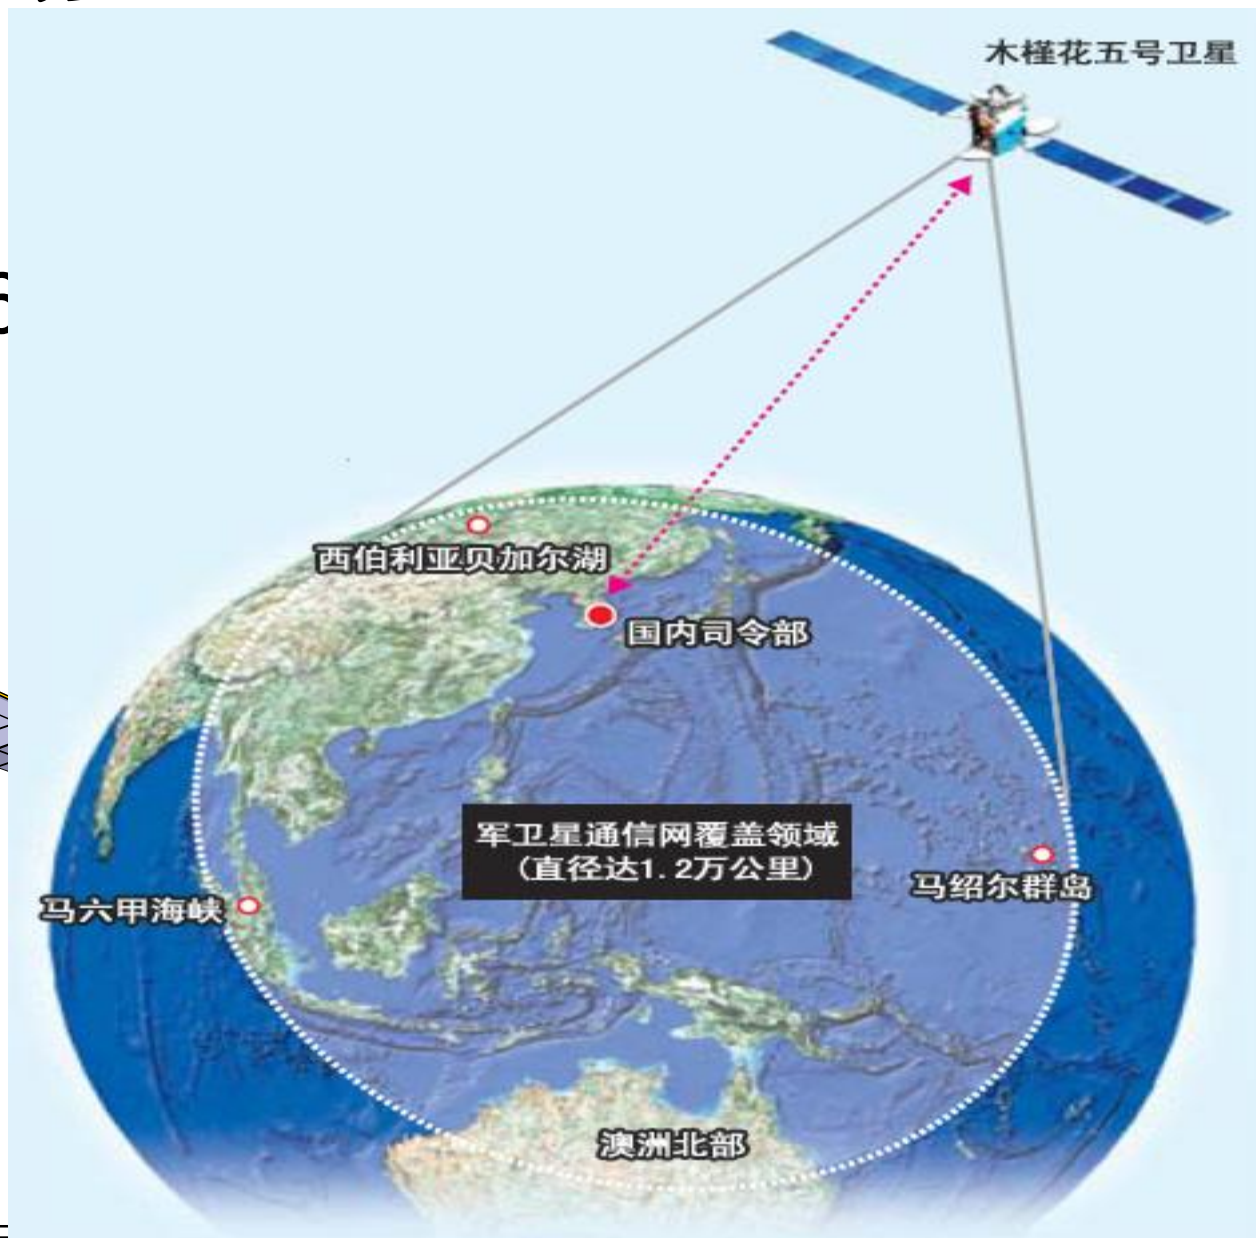 木槿花五号卫星
西伯利亚贝加尔湖
国内司令部
军卫星通信网覆盖领域
(直径达1.2万公里)
马绍尔群岛
马六甲海峡
澳洲北部